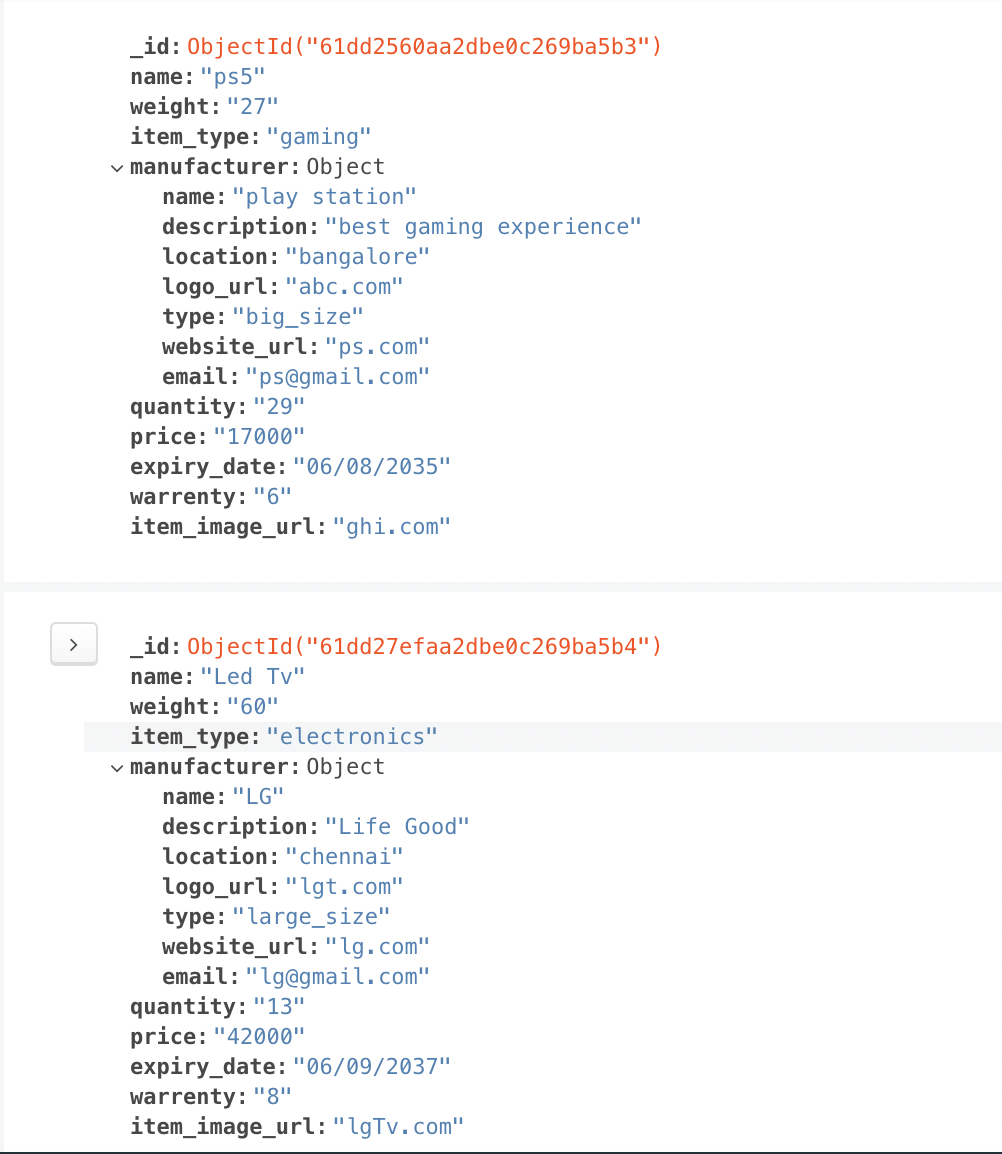 _id: ObjectId("61dd2560aa2dbe0c269ba5b3")
name: "ps5"
weight: "27"
item_type: "gaming"
manufacturer: Object
name: "play station"
description: "best gaming experience"
location: "bangalore"
logo_url: "abc.com"
type: "big_size"
website_url: "ps.com"
email: "ps@gmail.com"
quantity: "29"
price: "17000"
expiry_date: "06/08/2035"
warrenty: "6"
item_image_url: "ghi.com"
_id: ObjectId("61dd27efaa2dbe0c269ba5b4")
name: "Led Tv"
weight: "60"
item_type: "electronics"
manufacturer: Object
name: "LG"
description: "Life Good"
location: "chennai"
logo_url: "lgt.com"
type: "large_size"
website_url: "lg.com"
email: "lg@gmail.com"
quantity: "13"
price: "42000"
expiry_date: "06/09/2037"
warrenty: "8"
item_image_url: "lgTv.com"